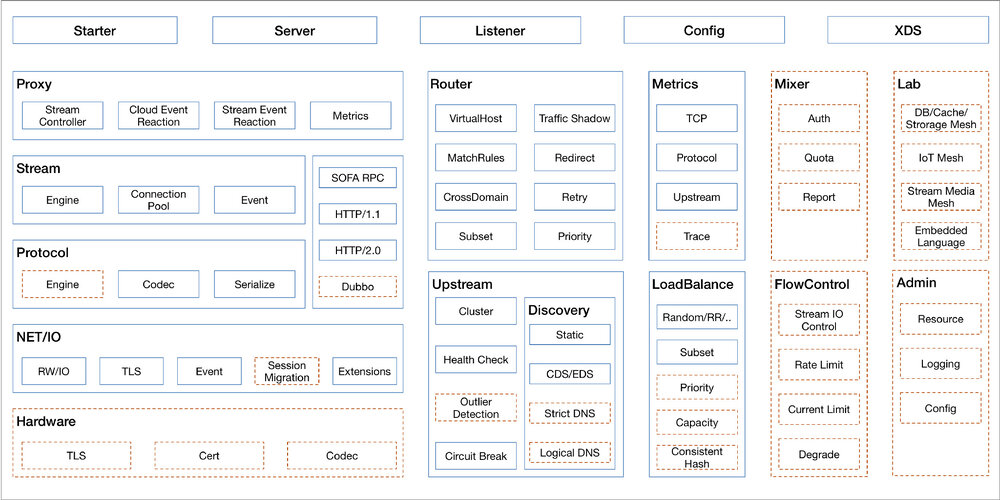 Starter
Server
Listener
Config
XDS
Proxy
Stream
Controller
Cloud Event
Reaction
Stream Event
Reaction
Metrics
Stream
Engine
Connection
Pool
Event
Protocol
Engine
Codec
Serialize
SOFA RPC
HTTP/1.1
HTTP/2.0
Dubbo
NET/IO
RW/IO
TLS
Event
Session
Migration
Extensions
Hardware
TLS
Cert
Codec
Router
VirtualHost
Traffic Shadow
MatchRules
Redirect
CrossDomain
Retry
Subset
Priority
Upstream
Cluster
Health Check
Outlier
Detection
Circuit Break
Discovery
Static
CDS/EDS
Strict DNS
Logical DNS
Metrics
TCP
Protocol
Upstream
Trace
LoadBalance
Random/RR/..
Subset
Priority
Capacity
Consistent
Hash
Mixer
Auth
Quota
Report
FlowControl
Stream IO
Control
Rate Limit
Current Limit
Degrade
Lab
DB/Cache/
Strorage Mesh
IoT Mesh
Stream Media
Mesh
Embedded
Language
Admin
Resource
Logging
Config